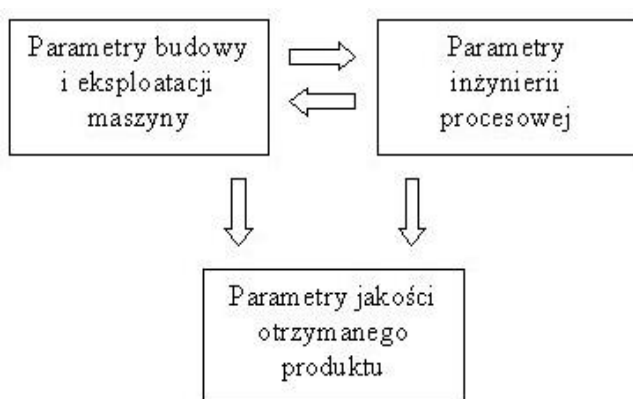 Parametry budowy
i eksploatacji
maszyny
Parametry
inżynierii
procesowej
Parametry jakości
otrzymanego
produktu